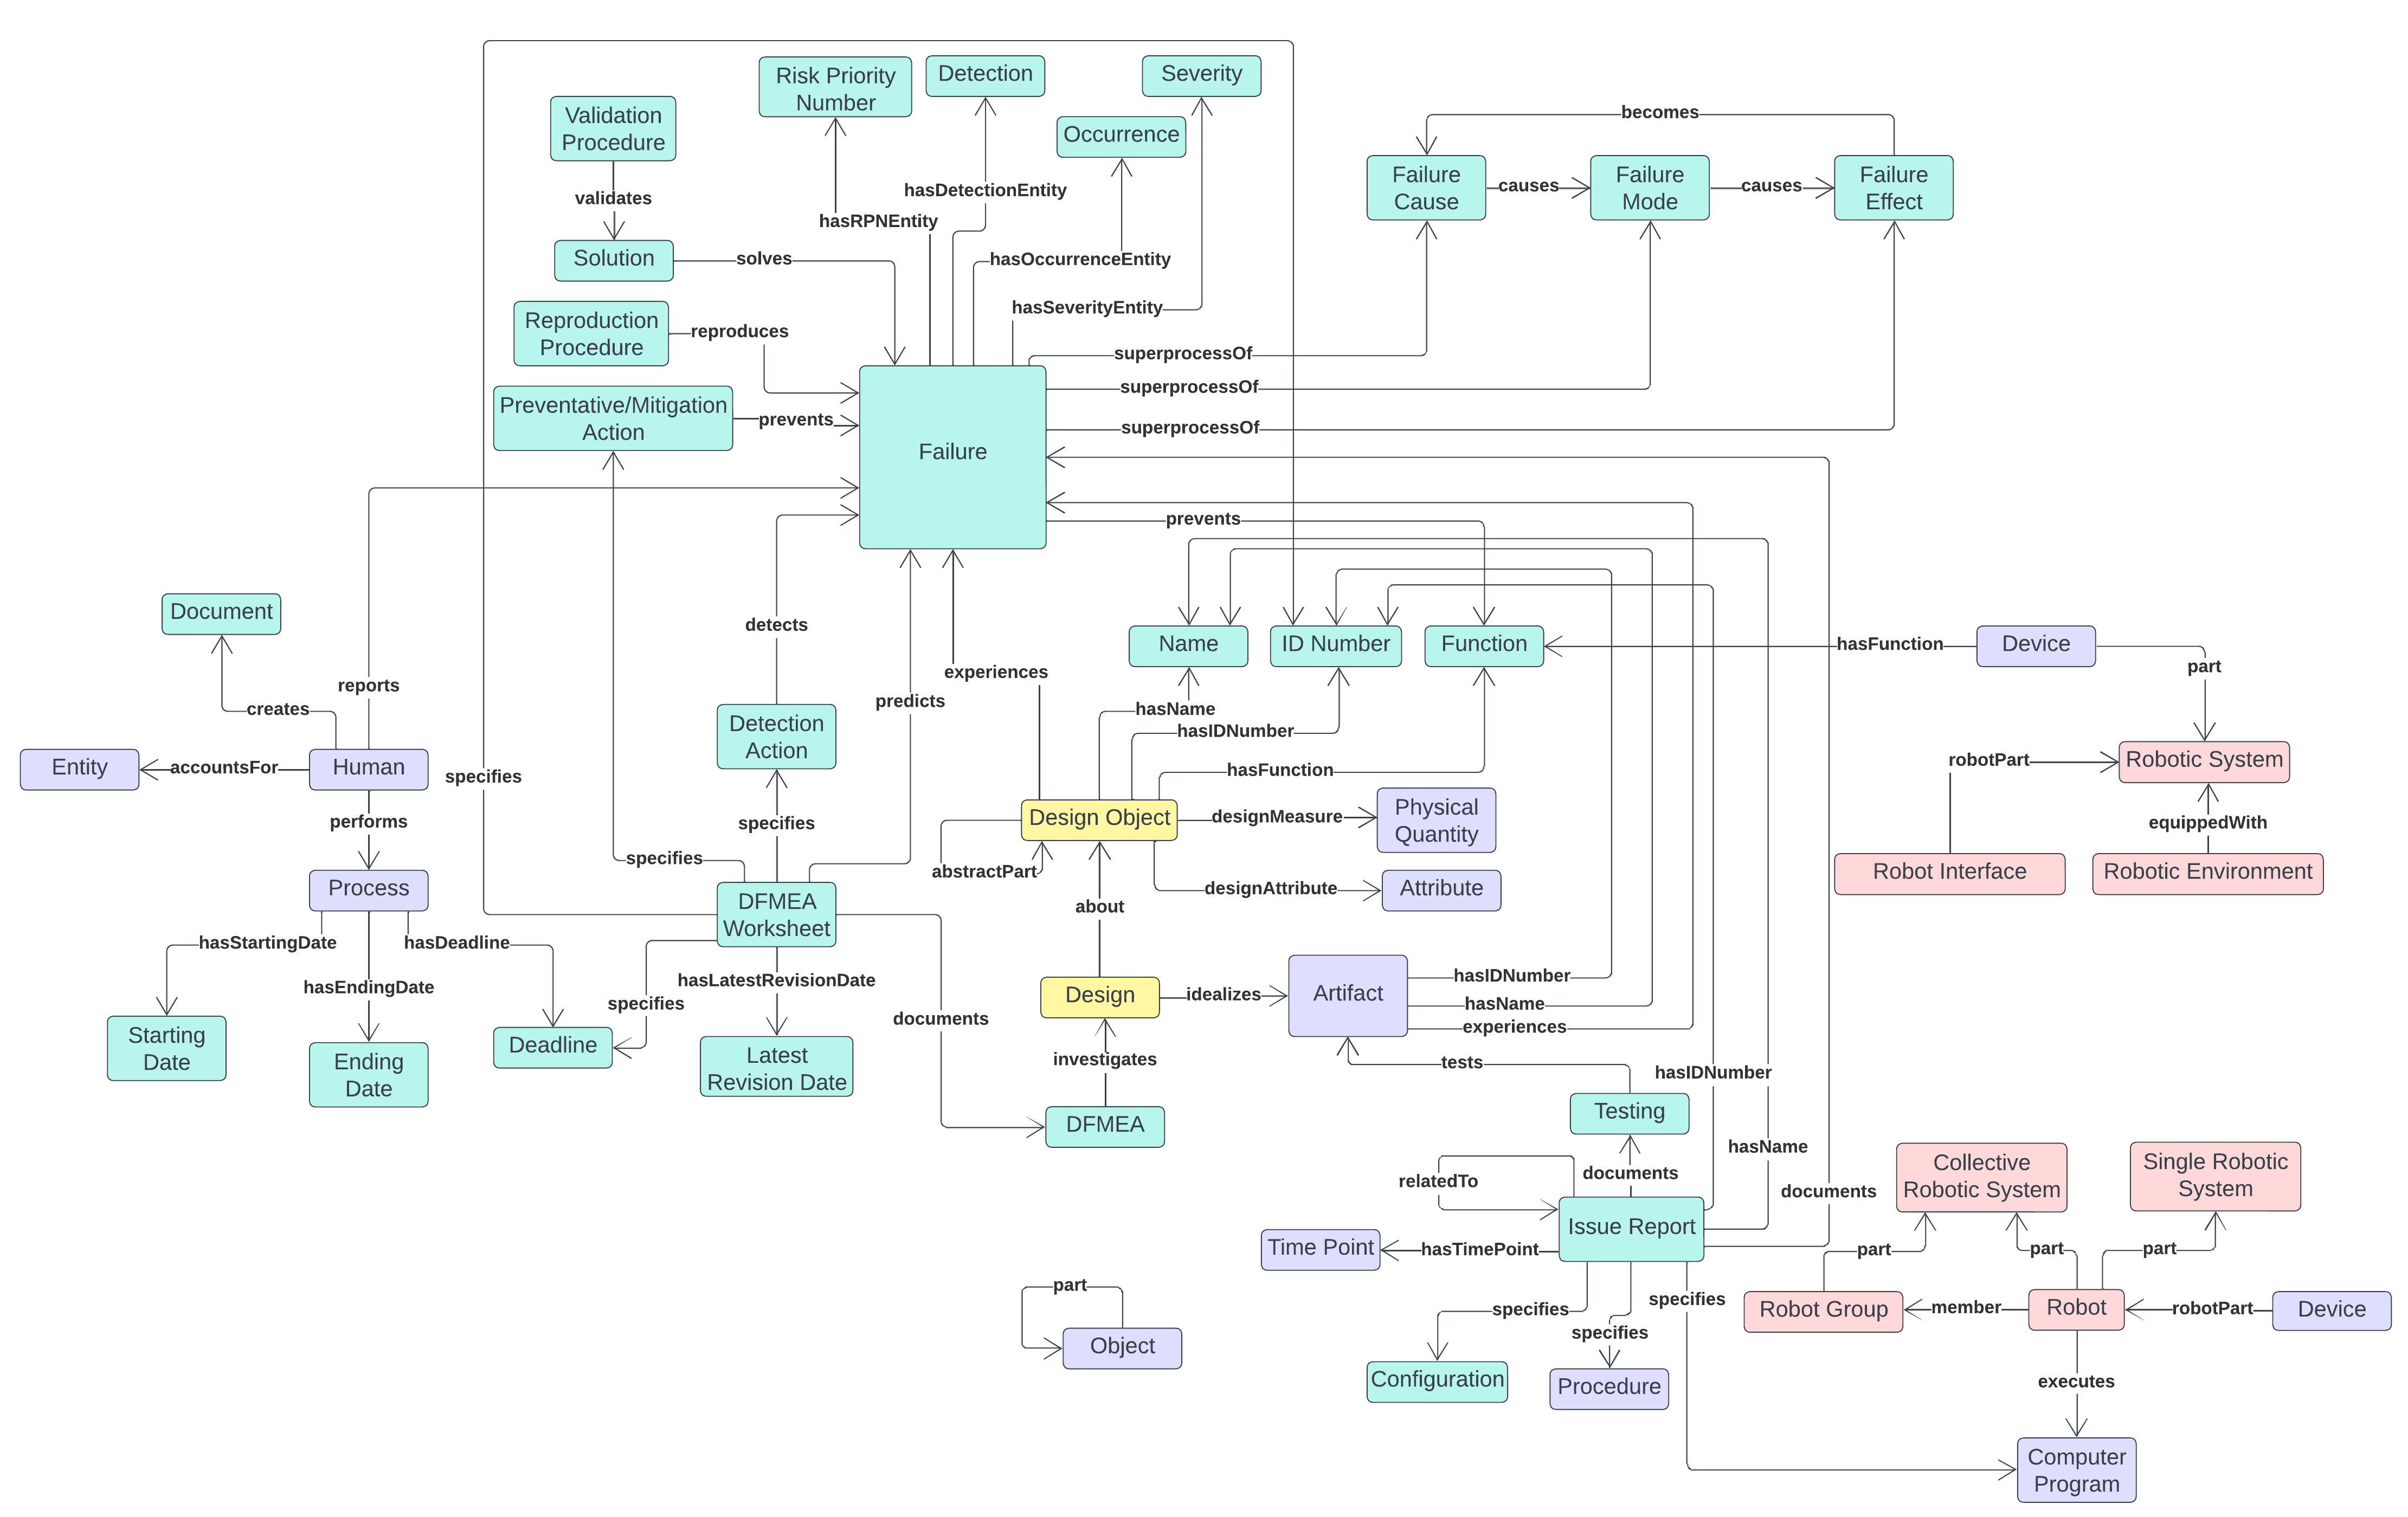 Risk Priority
Number
Detection
Severity
Validation
Procedure
Occurrence
becomes
validates
hasDetectionEntity
hasRPNEntity
Failure
Cause
causes
Failure
Mode
causes
Failure
Effect
Solution
solves
hasOccurrenceEntity
hasSeverityEntity
Reproduction
Procedure
reproduces
superprocessOf
superprocessOf
superprocessOf
Preventative/Mitigation
Action
prevents
Failure
prevents
Document
detects
Name
ID Number
Function
hasFunction
Device
part
reports
creates
experiences
predicts
hasName
hasIDNumber
Detection
Action
Entity
accountsFor
Human
specifies
hasFunction
robotPart
Robotic System
performs
specifies
Design Object
designMeasure
Physical
Quantity
equippedWith
specifies
abstractPart
designAttribute
Attribute
Robot Interface
Robotic Environment
Process
DFMEA
Worksheet
about
hasStartingDate
hasDeadline
hasEndingDate
specifies
hasLatestRevisionDate
documents
Design
idealizes
Artifact
hasIDNumber
hasName
experiences
Starting
Date
Ending
Date
Deadline
Latest
Revision Date
investigates
tests
hasIDNumber
DFMEA
Testing
hasName
relatedTo
documents
documents
Collective
Robotic System
Single Robotic
System
Issue Report
Time Point
hasTimePoint
part
part
part
part
Object
specifies
specifies
specifies
Robot Group
member
Robot
robotPart
Device
Configuration
Procedure
executes
Computer
Program